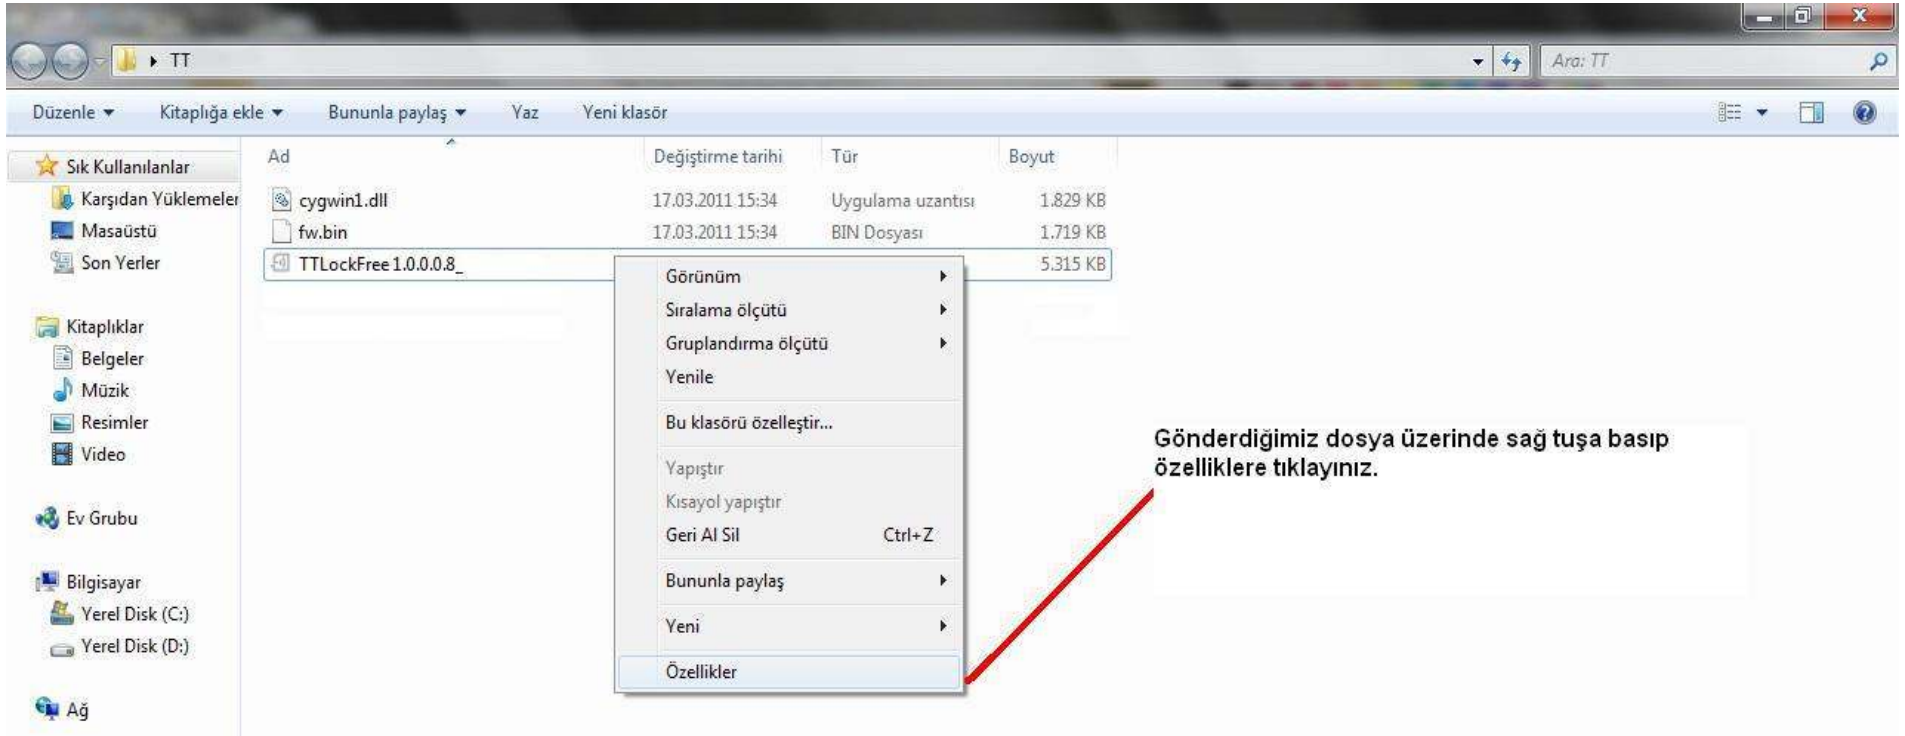 TT
Ara: TT
Düzenle Kitaplığa ekle Bununla paylaş Yaz Yeni klasör
Ad Değiştirme tarihi Tür Boyut
cygwin1.dll 17.03.2011 15:34 Uygulama uzantısı 1.829 KB
fw.bin 17.03.2011 15:34 BIN Dosyası 1.719 KB
TTLockFree 1.0.0.0.8_ 5.315 KB
Sık Kullanılanlar
Karşıdan Yüklemeler
Masaüstü
Son Yerler
Kitaplıklar
Belgeler
Müzik
Resimler
Video
Ev Grubu
Bilgisayar
Yerel Disk (C:)
Yerel Disk (D:)
Ağ
Görünüm
Sıralama ölçütü
Gruplandırma ölçütü
Yenile
Bu klasörü özelleştir...
Yapıştır
Kısayol yapıştır
Geri Al Sil Ctrl+Z
Bununla paylaş
Yeni
Özellikler
Gönderdiğimiz dosya üzerinde sağ tuşa basıp
özelliklere tıklayınız.